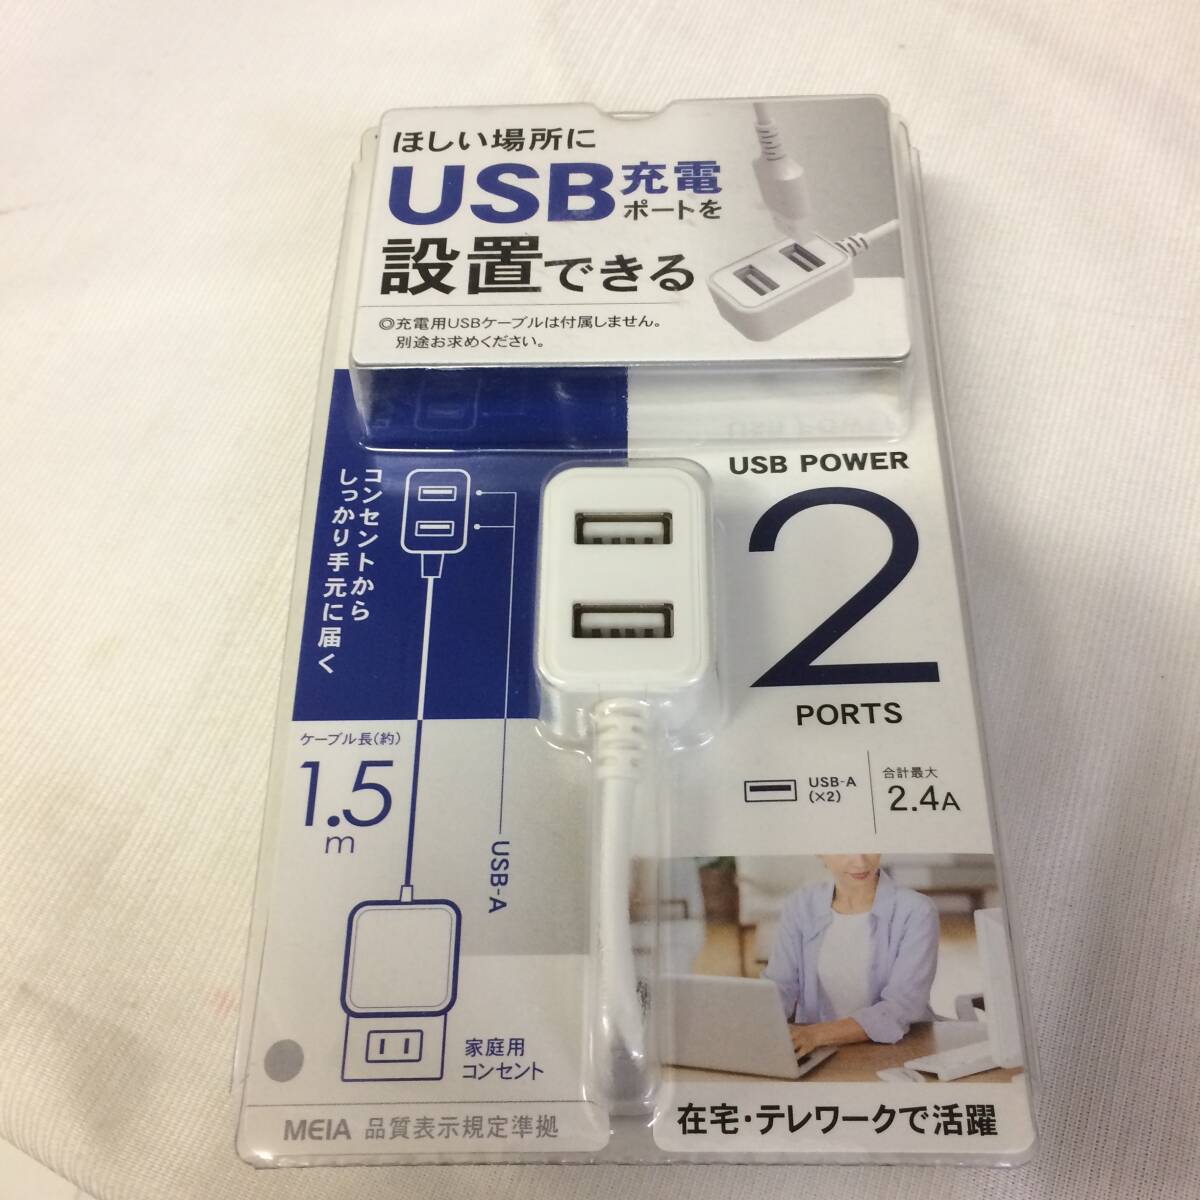 ほしい場所に
USB充電
ポートを
設置できる
◎充電用USBケーブルは付属しません。
別途お求めください。
コンセントから
しっかり手元に届く
USB POWER
2
PORTS
USB-A
(×2)
合計最大
2.4A
ケーブル長(約)
1.5
m
USB-A
家庭用
コンセント
MEIA 品質表示規定準拠
在宅・テレワークで活躍